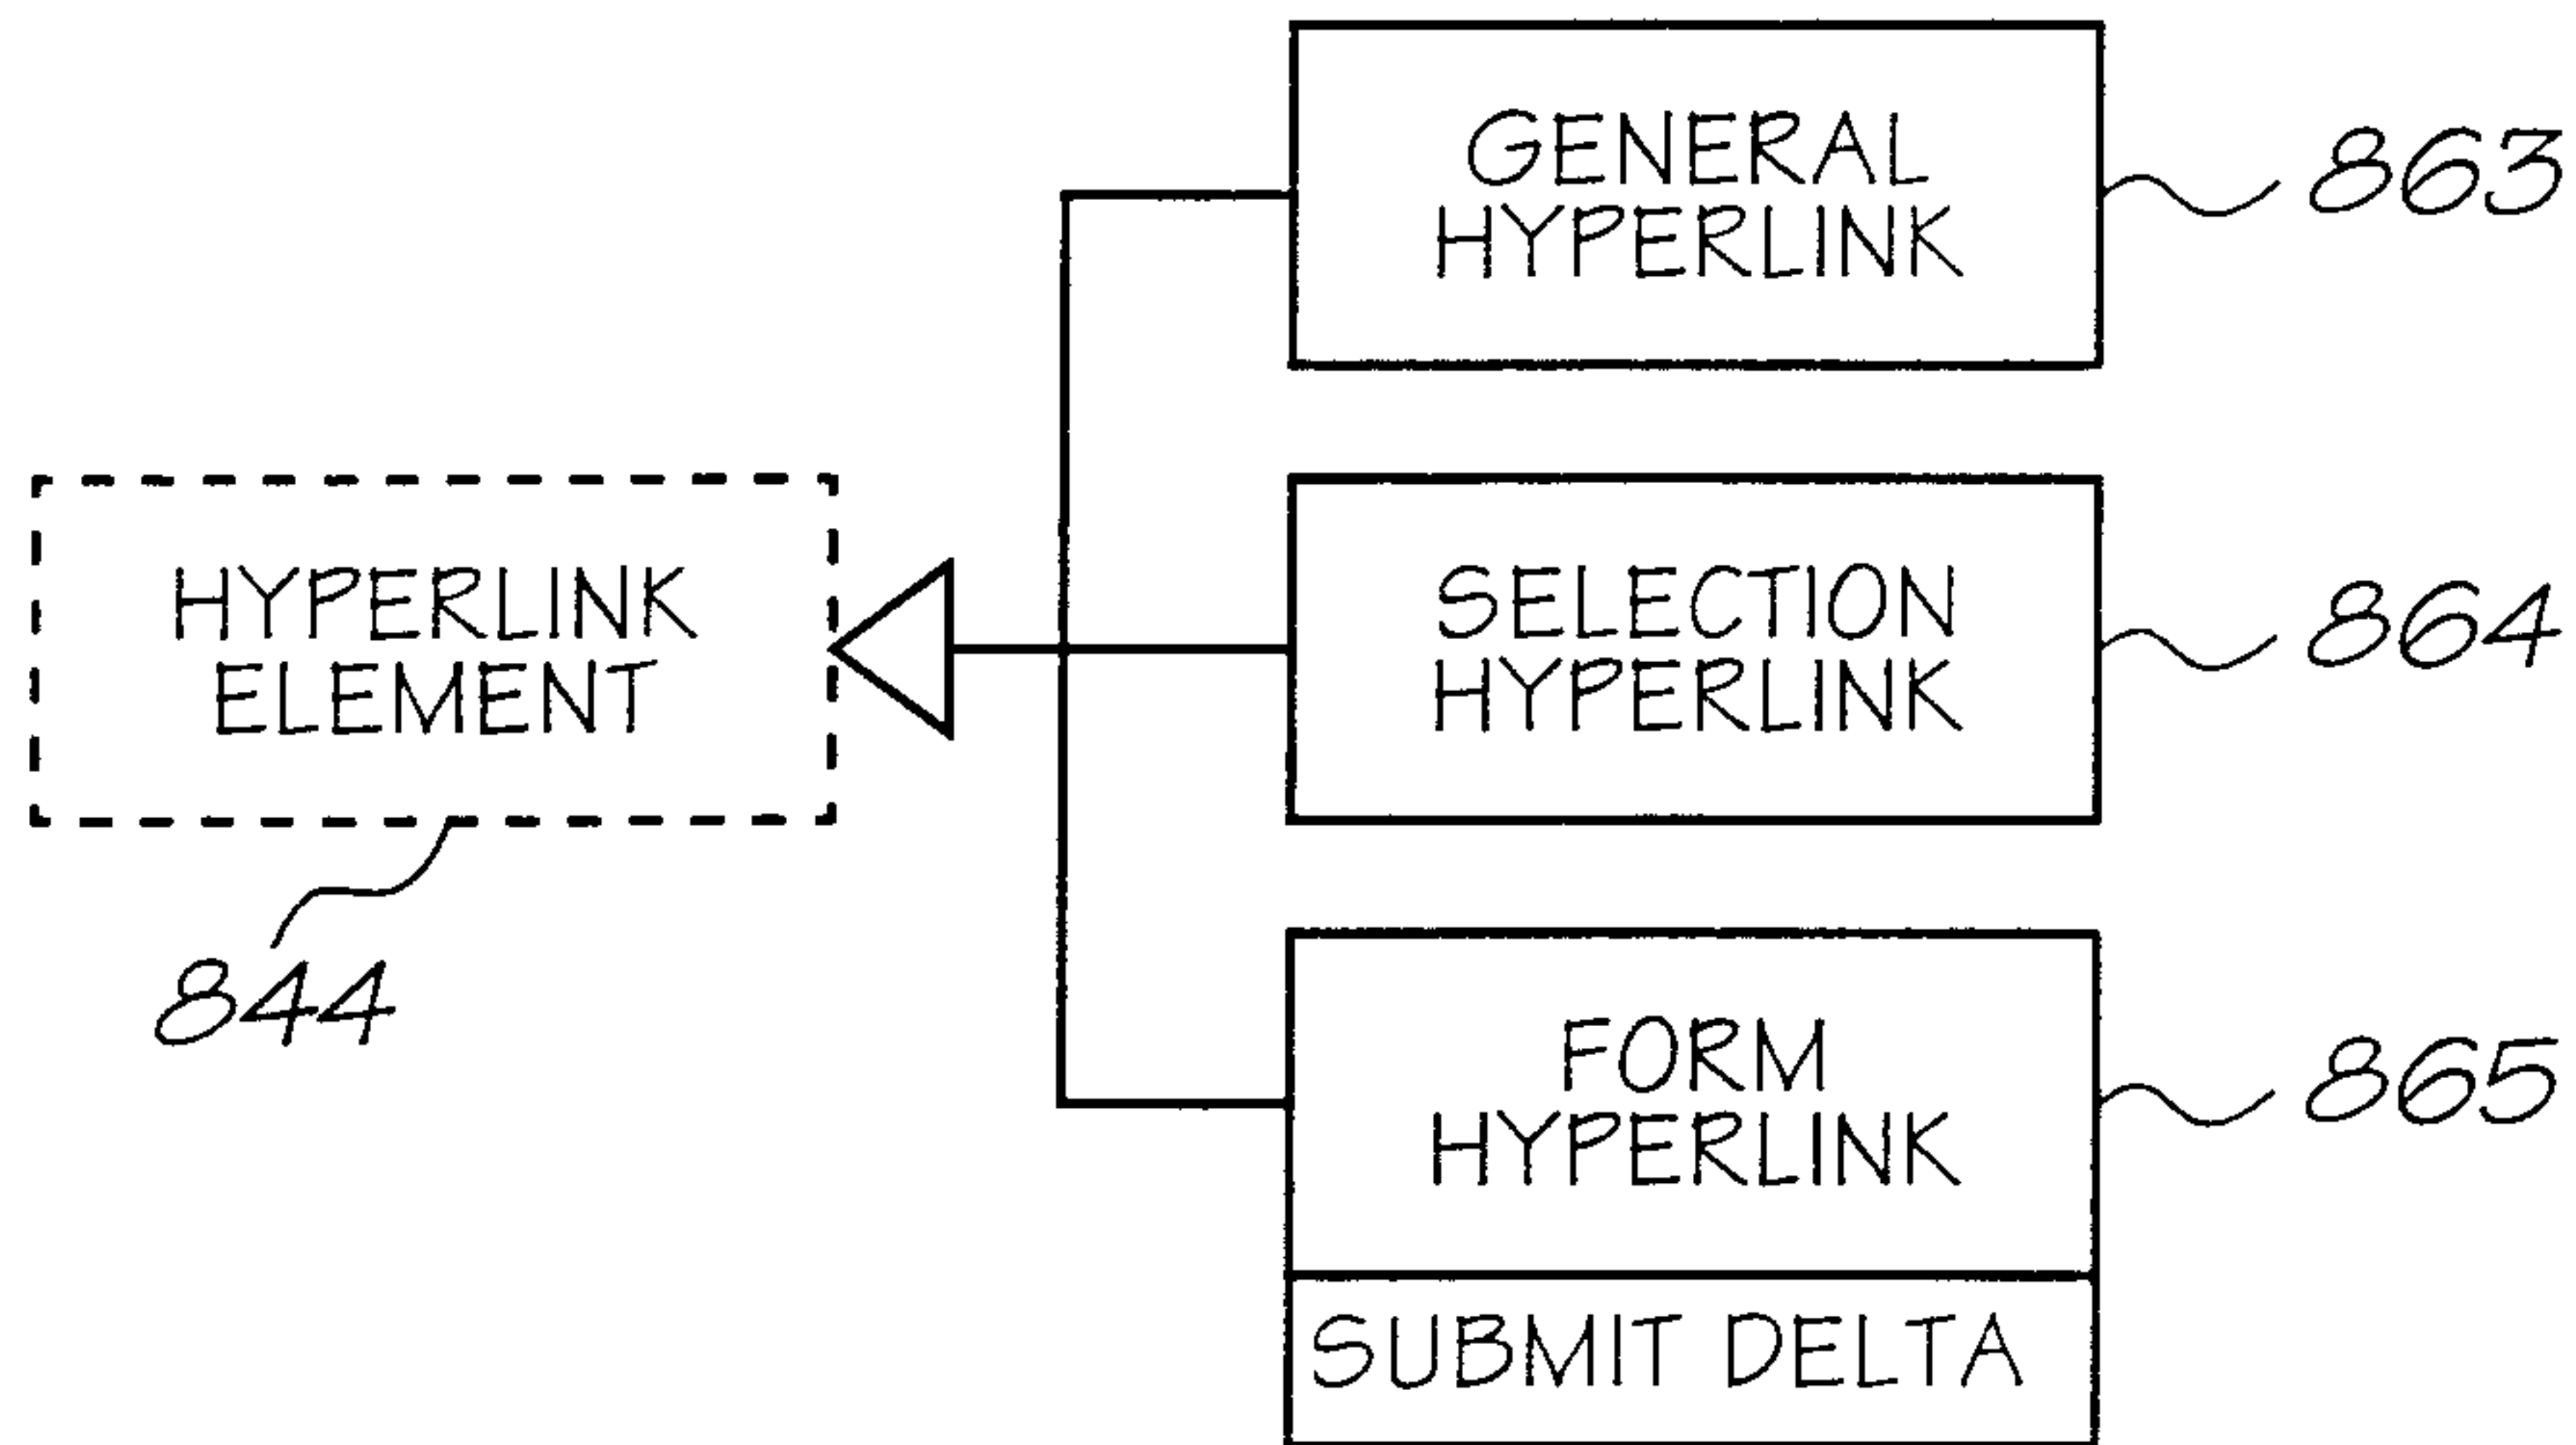 GENERAL
HYPERLINK
863
HYPERLINK
ELEMENT
844
SELECTION
HYPERLINK
864
FORM
HYPERLINK
865
SUBMIT DELTA